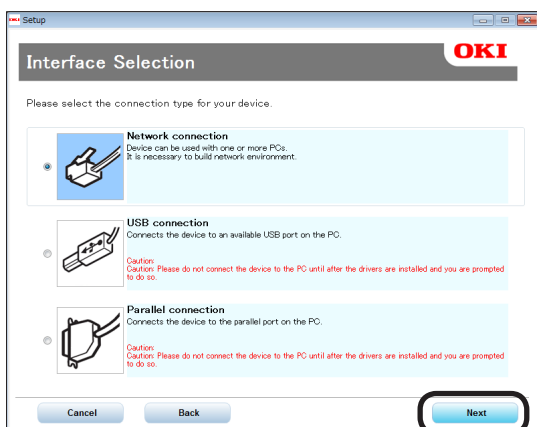 OKI Setup
OKI
Interface Selection
Please select the connection type for your device.
Network connection
Device can be used with one or more PCs.
It is necessary to build network environment.
USB connection
Connects the device to an available USB port on the PC.
Caution:
Caution: Please do not connect the device to the PC until after the drivers are installed and you are prompted
to do so.
Parallel connection
Connects the device to the parallel port on the PC.
Caution:
Caution: Please do not connect the device to the PC until after the drivers are installed and you are prompted
to do so.
Cancel Back Next